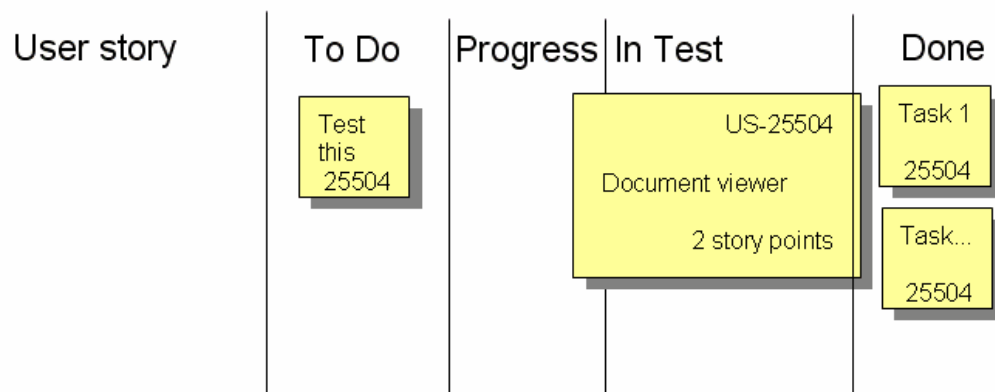 User story
To Do
Progress
In Test
Done
Test
this
25504
US-25504
Document viewer
2 story points
Task 1
25504
Task...
25504